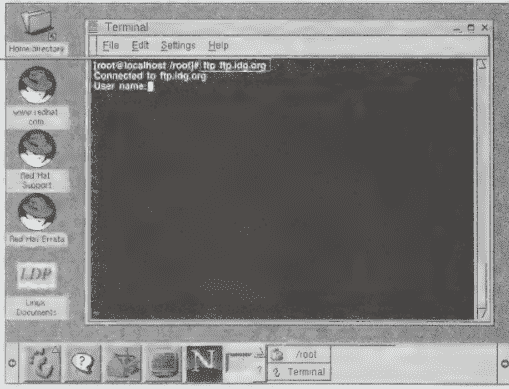 Home directory
www.redhat.com
Red Hat
Support
Red Hat Errata
LDP
Linux
Documents
Terminal
File Edit Settings Help
[root@localhost /root]# ftp ftp.idg.org
Connected to ftp.idg.org
User name:
N
?
/root
Terminal